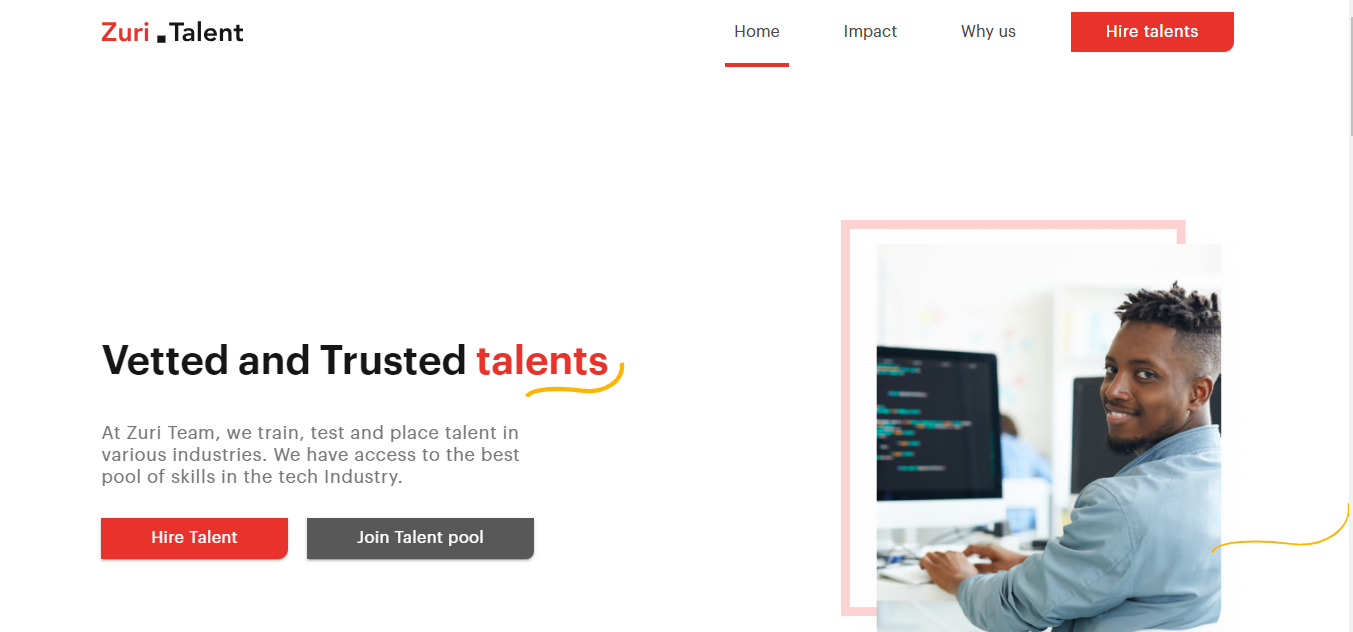 Zuri .Talent
Home
Impact
Why us
Hire talents
Vetted and Trusted talents
At Zuri Team, we train, test and place talent in
various industries. We have access to the best
pool of skills in the tech Industry.
Hire Talent
Join Talent pool